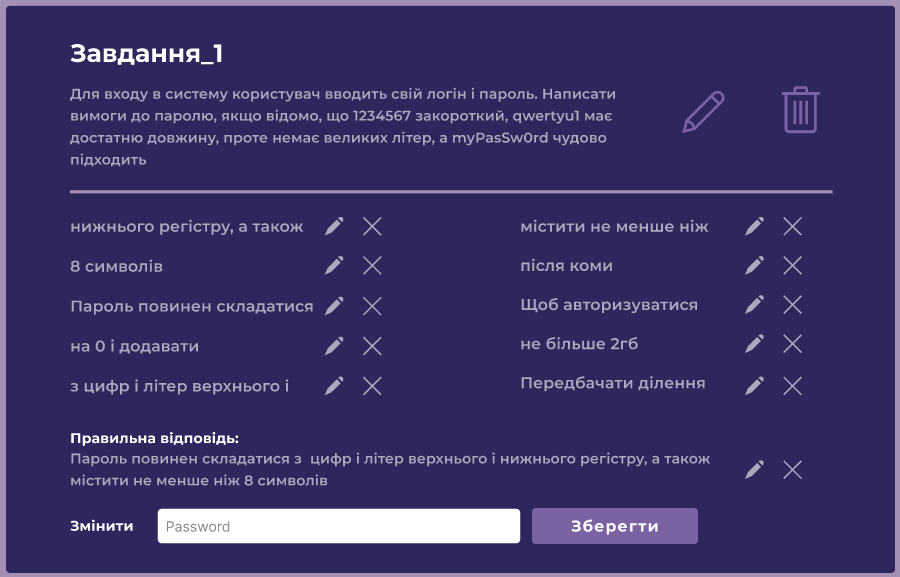 Завдання_1
Для входу в систему користувач вводить свій логін і пароль. Написати
вимоги до паролю, якщо відомо, що 1234567 закороткий, qwertyu1 має
достатню довжину, проте немає великих літер, а myPasSw0rd чудово
підходить
нижнього регістру, а також
8 символів
Пароль повинен складатися
на 0 і додавати
з цифр і літер верхнього і
містити не менше ніж
після коми
Щоб авторизуватися
не більше 2гб
Передбачати ділення
Правильна відповідь:
Пароль повинен складатися з  цифр і літер верхнього і нижнього регістру, а також
містити не менше ніж 8 символів
Змінити
Password
Зберегти